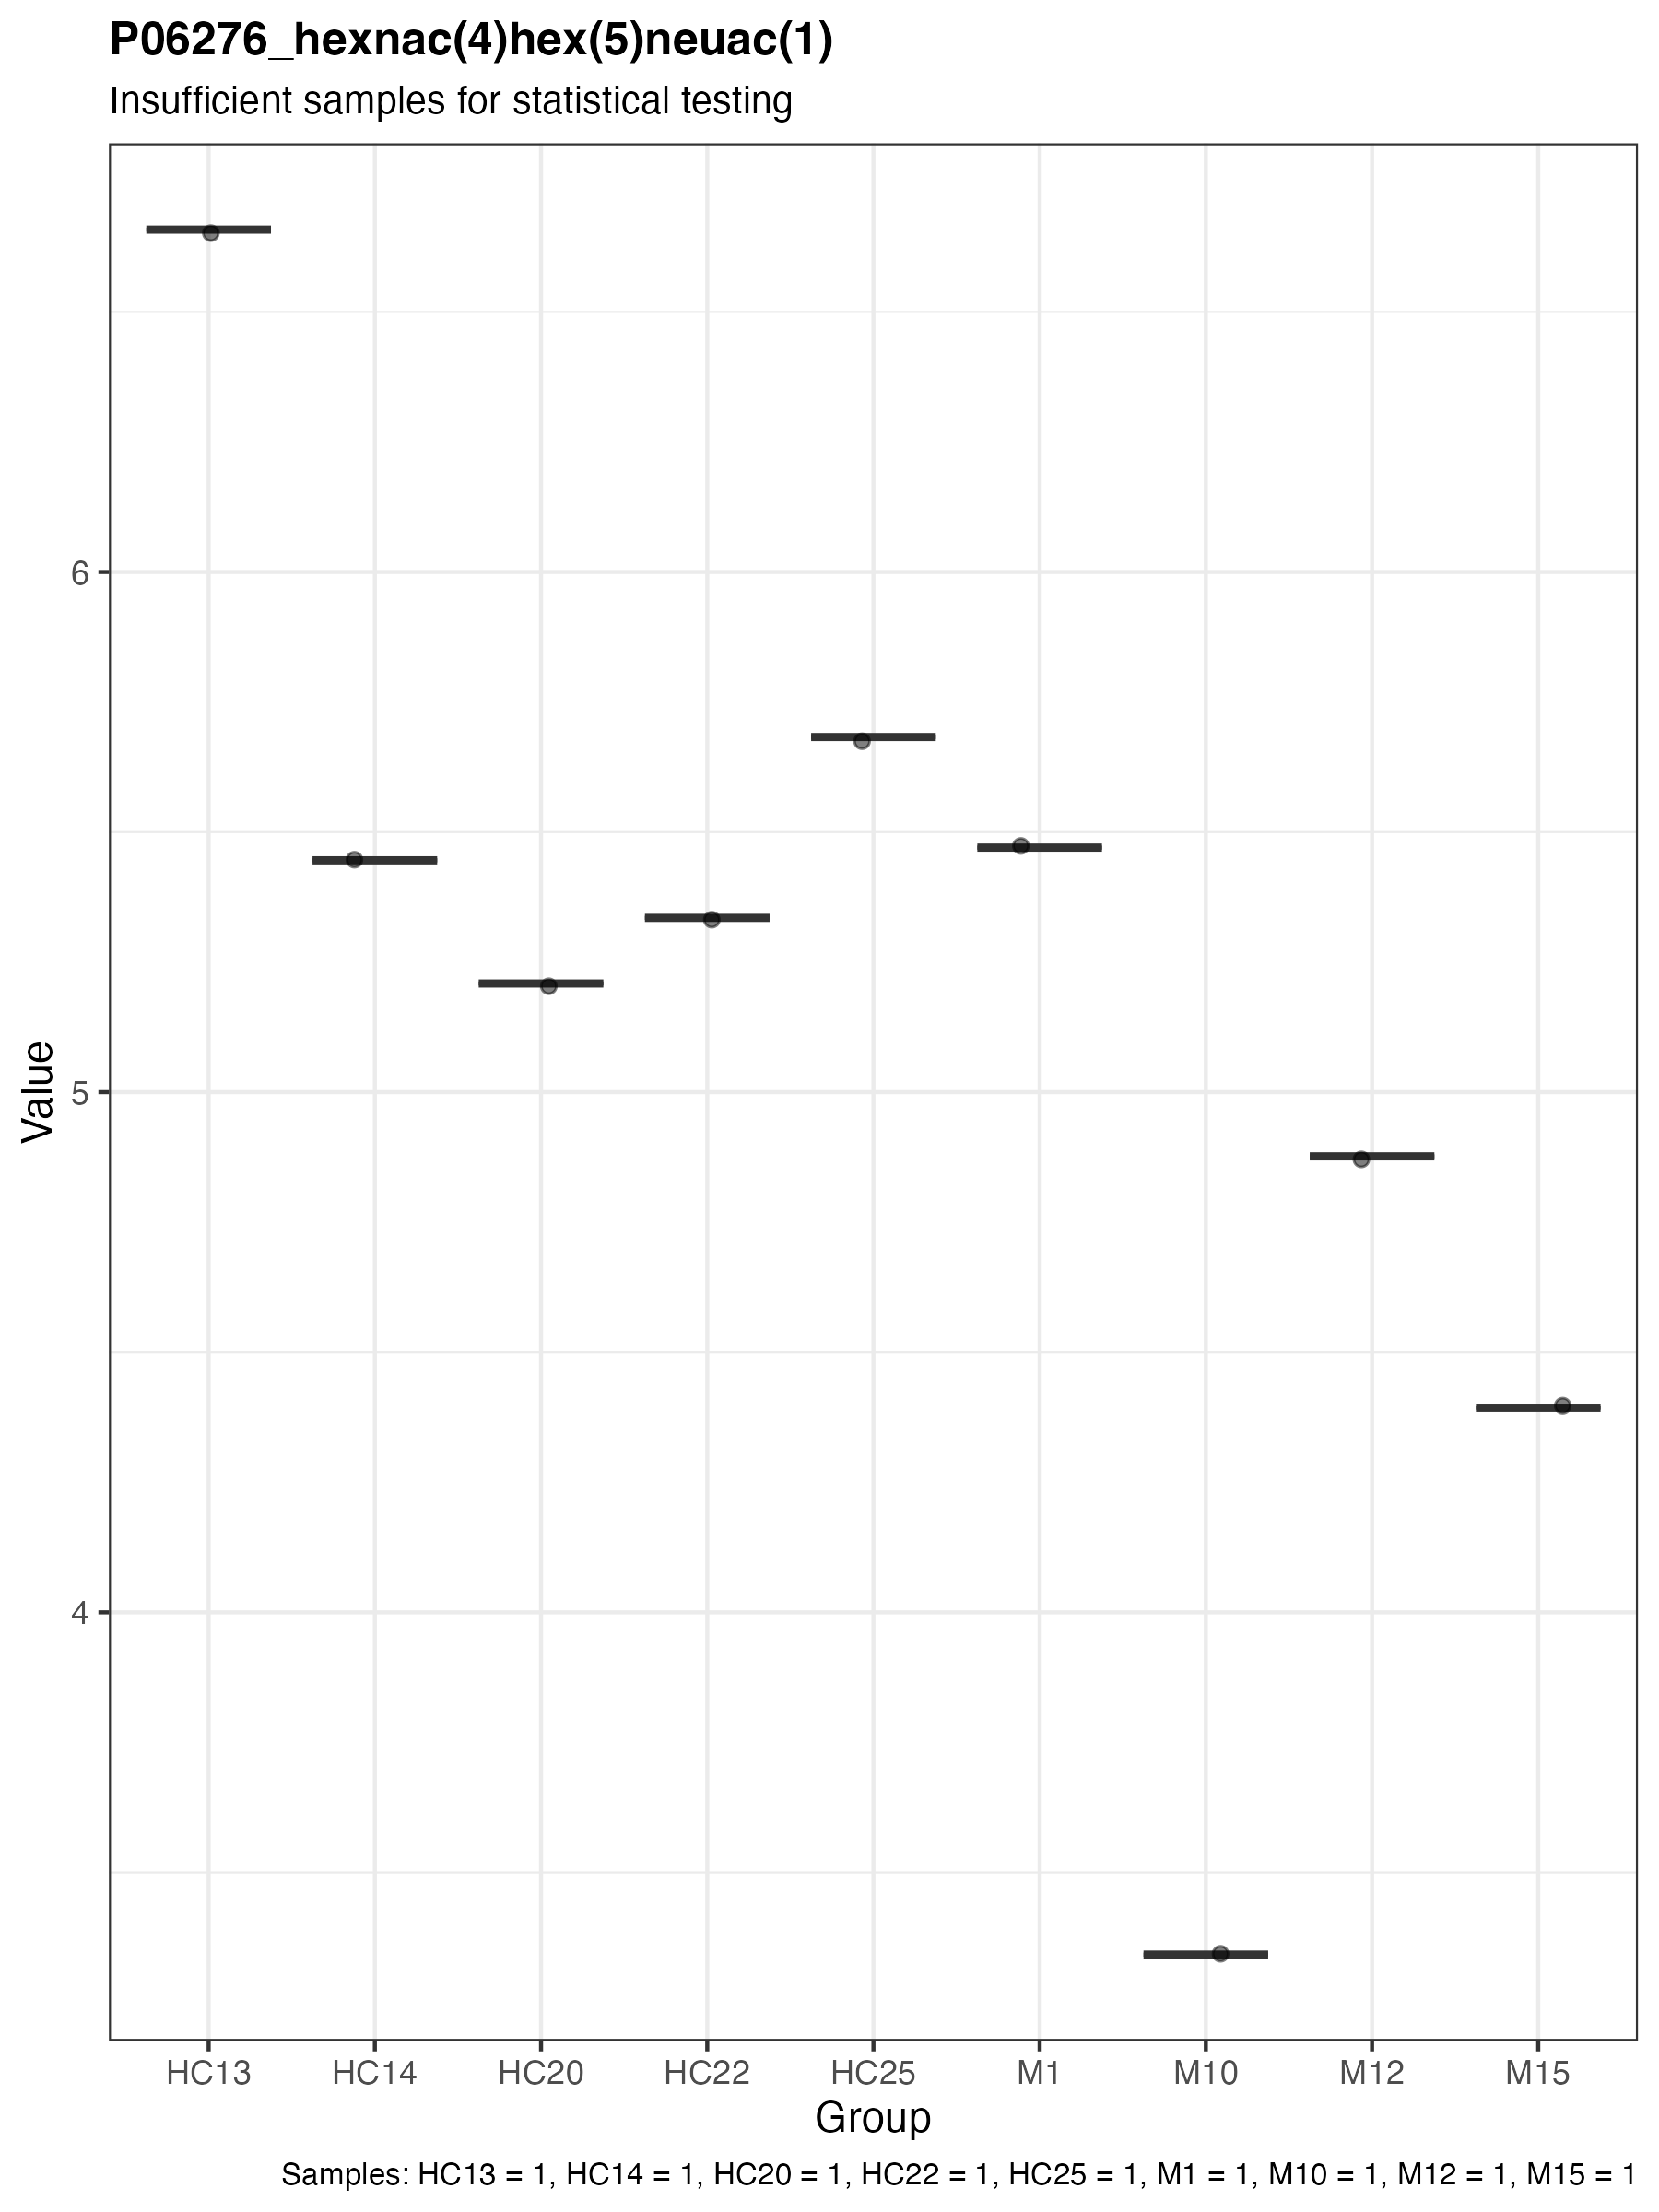 P06276_hexnac(4)hex(5)neuac(1)
Insufficient samples for statistical testing
Value
6
5
4
HC13 HC14 HC20 HC22 HC25 M1 M10 M12 M15
Group
Samples: HC13 = 1, HC14 = 1, HC20 = 1, HC22 = 1, HC25 = 1, M1 = 1, M10 = 1, M12 = 1, M15 = 1